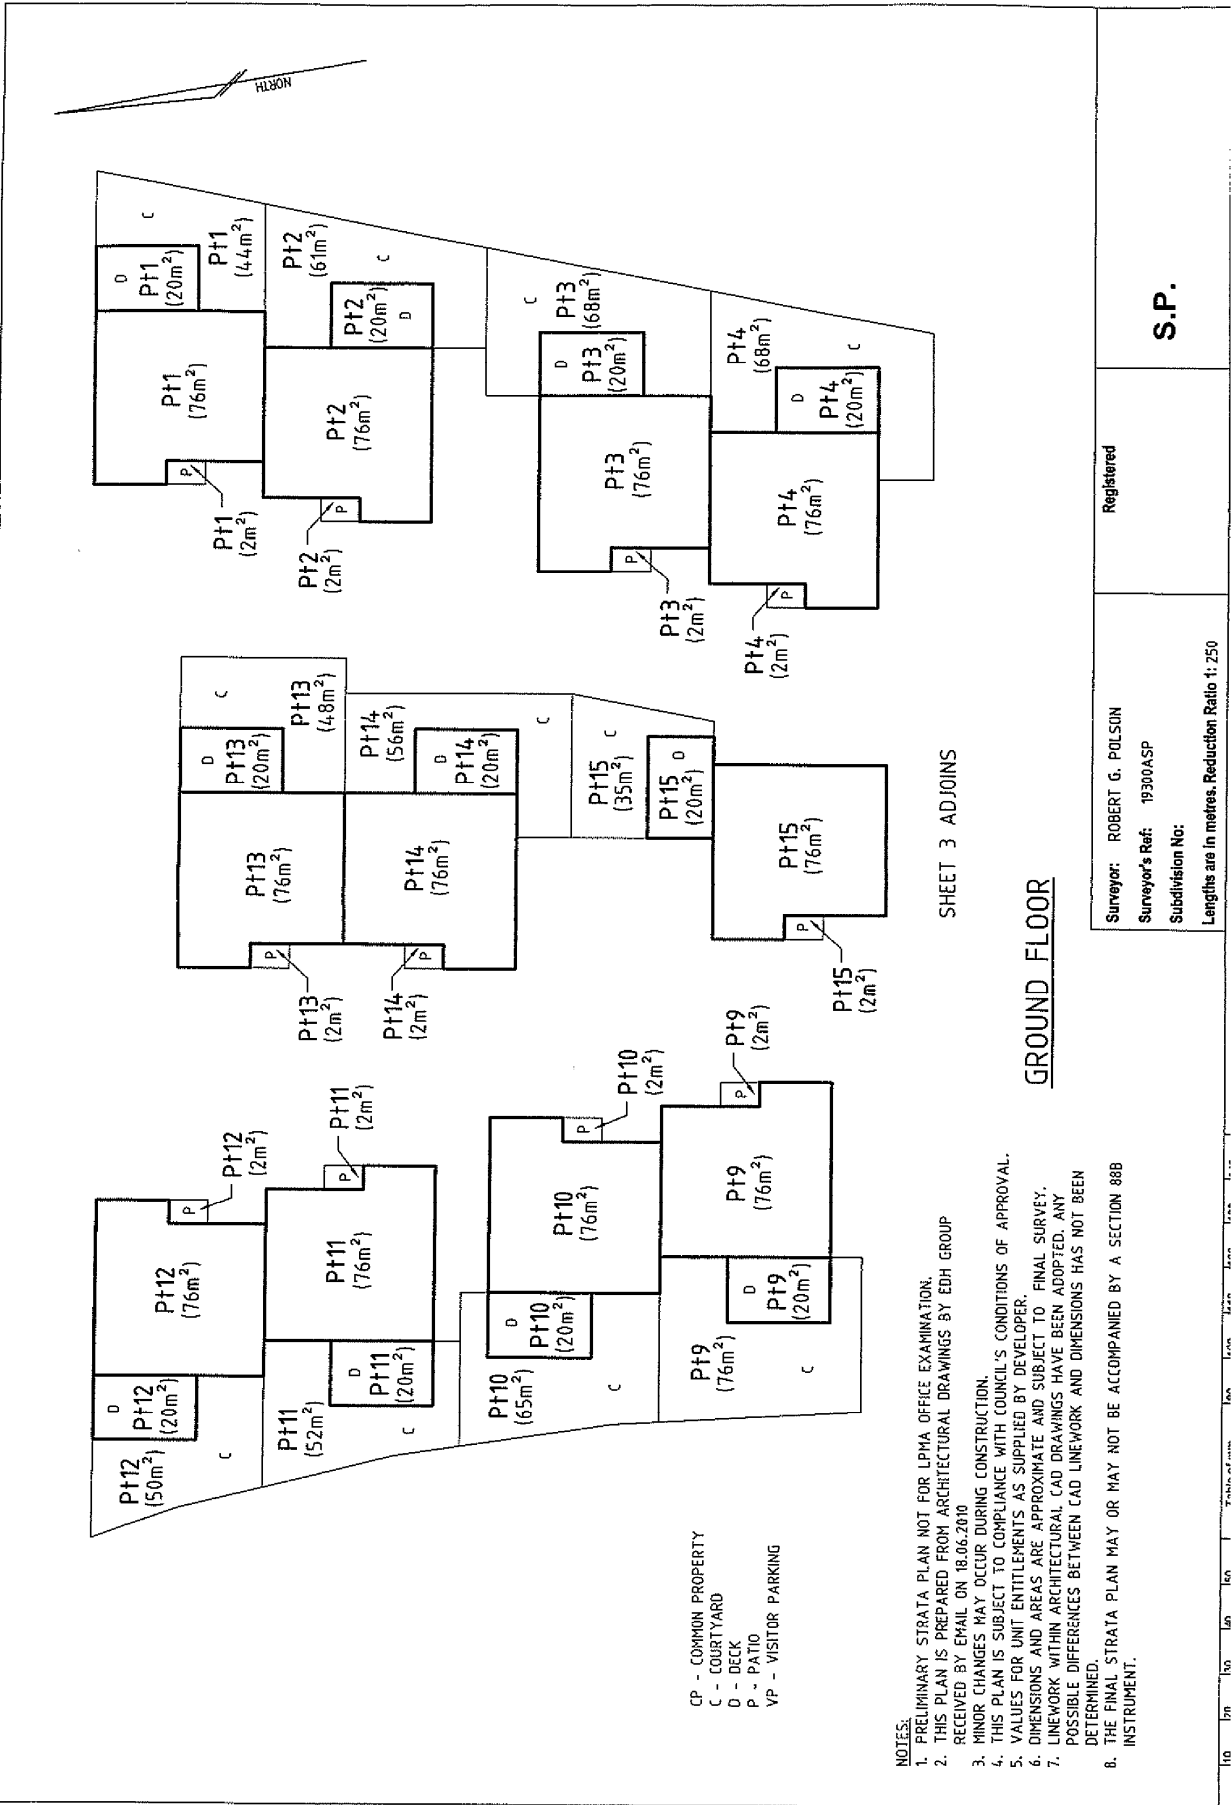 NORTH
Pt12
(50m²)
C
D
Pt12
(20m²)
Pt12
(76m²)
P
Pt12
(2m²)
Pt11
(52m²)
C
D
Pt11
(20m²)
Pt11
(76m²)
P
Pt11
(2m²)
Pt10
(65m²)
C
D
Pt10
(20m²)
Pt10
(76m²)
P
Pt10
(2m²)
Pt9
(76m²)
C
D
Pt9
(20m²)
Pt9
(76m²)
P
Pt9
(2m²)
Pt13
(2m²)
P
Pt13
(76m²)
D
Pt13
(20m²)
C
Pt13
(48m²)
Pt14
(2m²)
P
Pt14
(76m²)
Pt14
(56m²)
D
Pt14
(20m²)
C
Pt15
(35m²)
C
Pt15
(20m²)
D
Pt15
(76m²)
P
Pt15
(2m²)
Pt1
(2m²)
P
Pt1
(76m²)
D
Pt1
(20m²)
C
Pt1
(44m²)
Pt2
(2m²)
P
Pt2
(76m²)
Pt2
(20m²)
D
Pt2
(61m²)
C
Pt3
(2m²)
P
Pt3
(76m²)
D
Pt3
(20m²)
C
Pt3
(68m²)
Pt4
(2m²)
P
Pt4
(76m²)
D
Pt4
(20m²)
Pt4
(68m²)
C
SHEET 3 ADJOINS
GROUND FLOOR
CP - COMMON PROPERTY
C - COURTYARD
D - DECK
P - PATIO
VP - VISITOR PARKING
NOTES:
1. PRELIMINARY STRATA PLAN NOT FOR LPMA OFFICE EXAMINATION.
2. THIS PLAN IS PREPARED FROM ARCHITECTURAL DRAWINGS BY EDH GROUP
RECEIVED BY EMAIL ON 18.06.2010
3. MINOR CHANGES MAY OCCUR DURING CONSTRUCTION.
4. THIS PLAN IS SUBJECT TO COMPLIANCE WITH COUNCIL'S CONDITIONS OF APPROVAL.
5. VALUES FOR UNIT ENTITLEMENTS AS SUPPLIED BY DEVELOPER.
6. DIMENSIONS AND AREAS ARE APPROXIMATE AND SUBJECT TO FINAL SURVEY.
7. LINEWORK WITHIN ARCHITECTURAL CAD DRAWINGS HAVE BEEN ADOPTED. ANY
POSSIBLE DIFFERENCES BETWEEN CAD LINEWORK AND DIMENSIONS HAS NOT BEEN
DETERMINED.
8. THE FINAL STRATA PLAN MAY OR MAY NOT BE ACCOMPANIED BY A SECTION 88B
INSTRUMENT.
Surveyor: ROBERT G. POLSON
Surveyor's Ref: 19300ASP
Subdivision No:
Lengths are in metres. Reduction Ratio 1: 250
Registered
S.P.
10 20 30 40 50